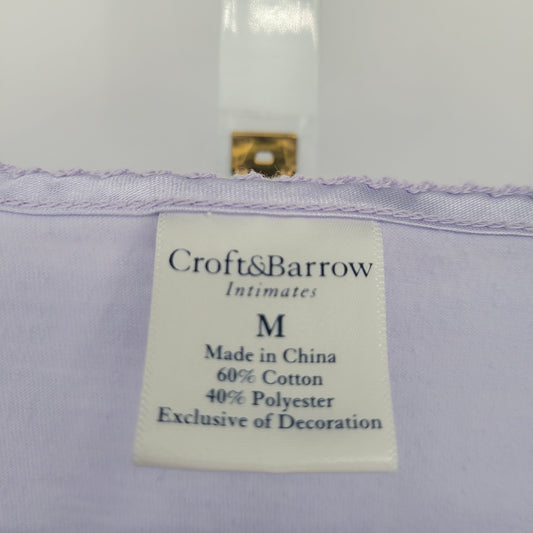 Croft&Barrow
Intimates
M
Made in China
60% Cotton
40% Polyester
Exclusive of Decoration